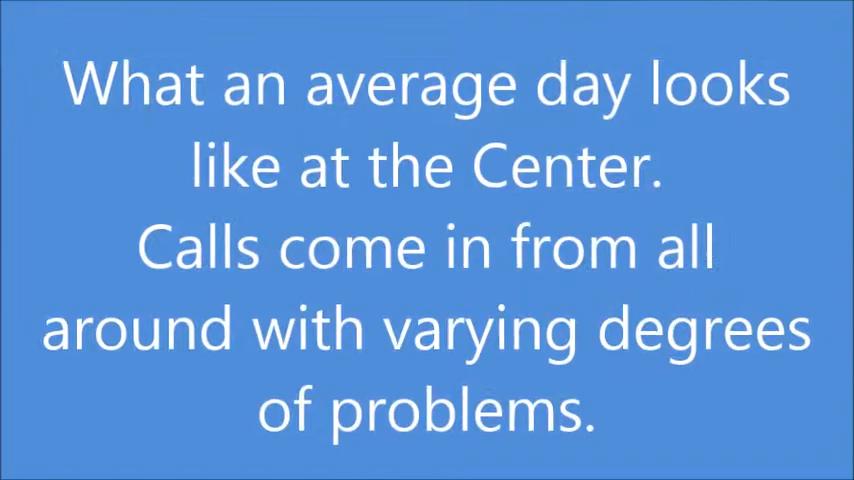 What an average day looks
like at the Center.
Calls come in from all
around with varying degrees
of problems.